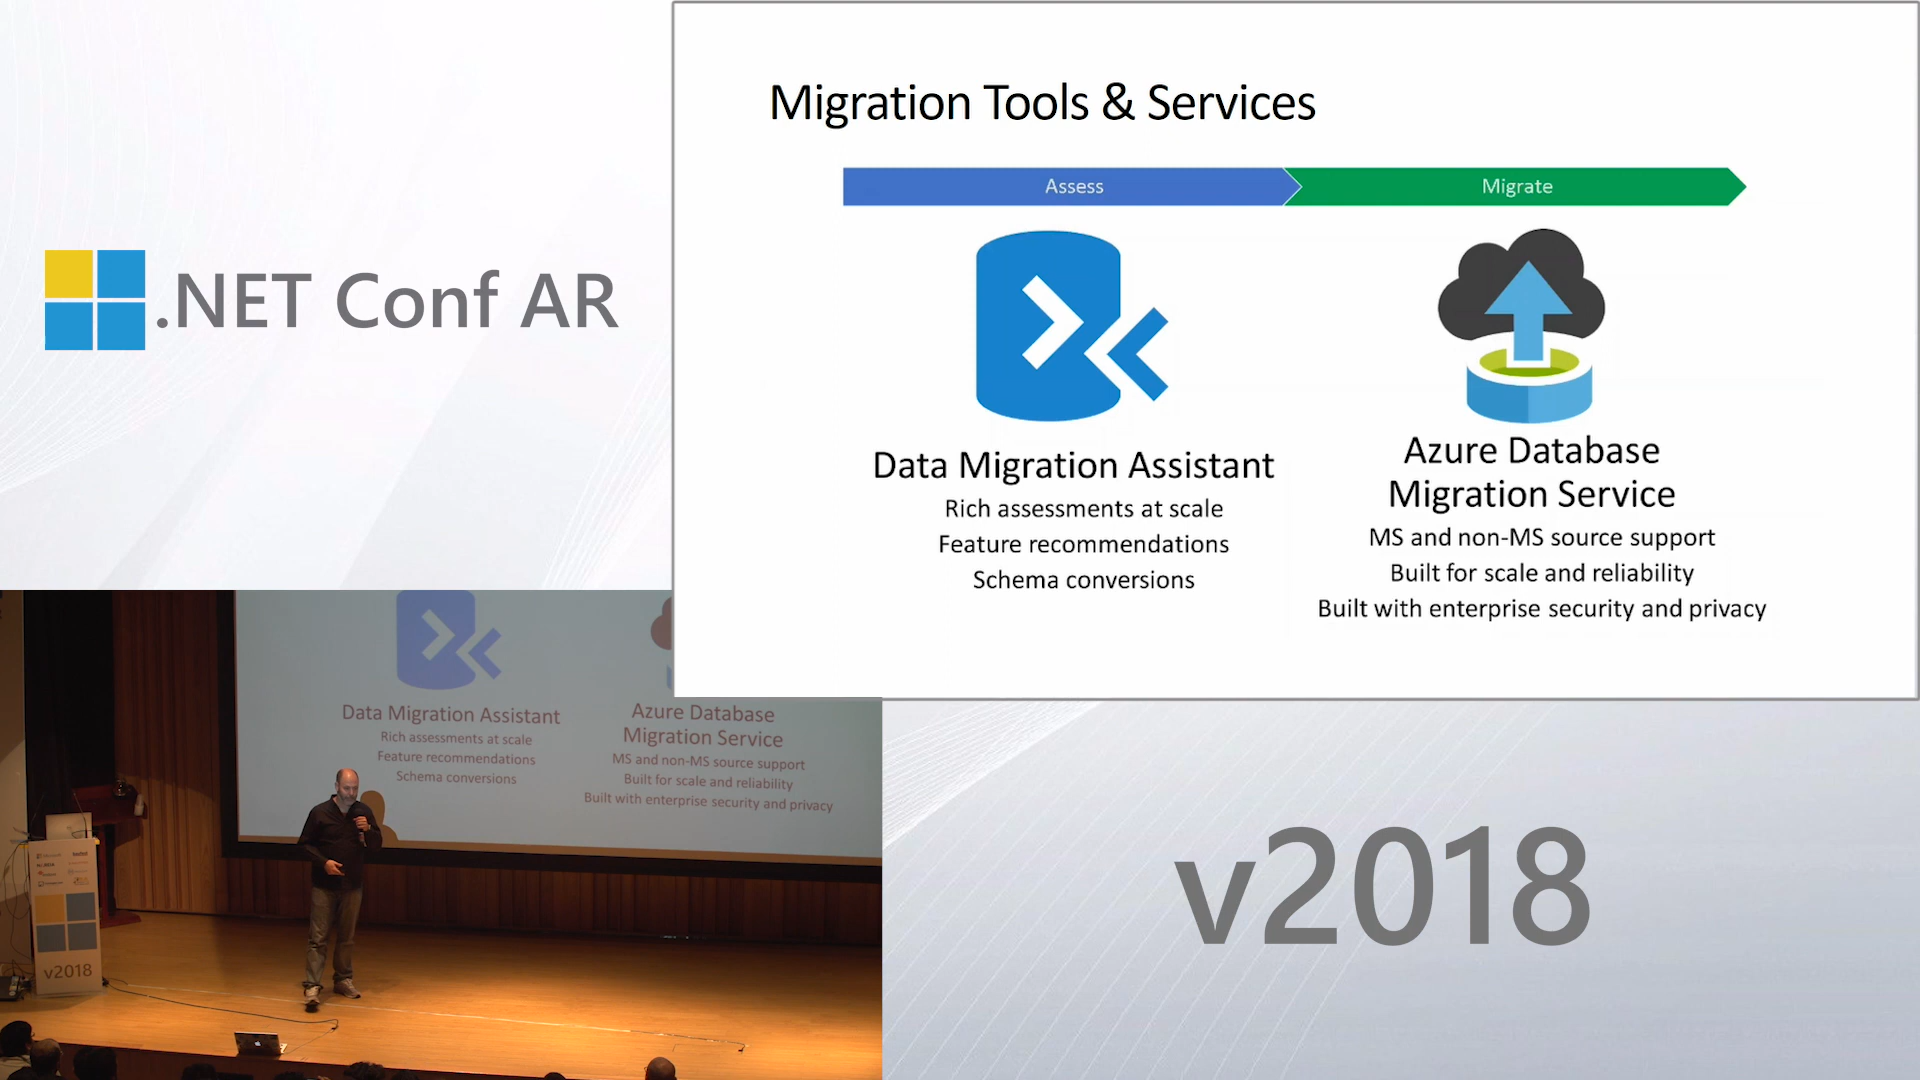 .NET Conf AR
Migration Tools & Services
Assess
Migrate
Data Migration Assistant
Rich assessments at scale
Feature recommendations
Schema conversions
Azure Database
Migration Service
MS and non-MS source support
Built for scale and reliability
Built with enterprise security and privacy
Data Migration Assistant
Rich assessments at scale
Feature recommendations
Schema conversions
Azure Database
Migration Service
MS and non-MS source support
Built for scale and reliability
Built with enterprise security and privacy
v2018
v2018